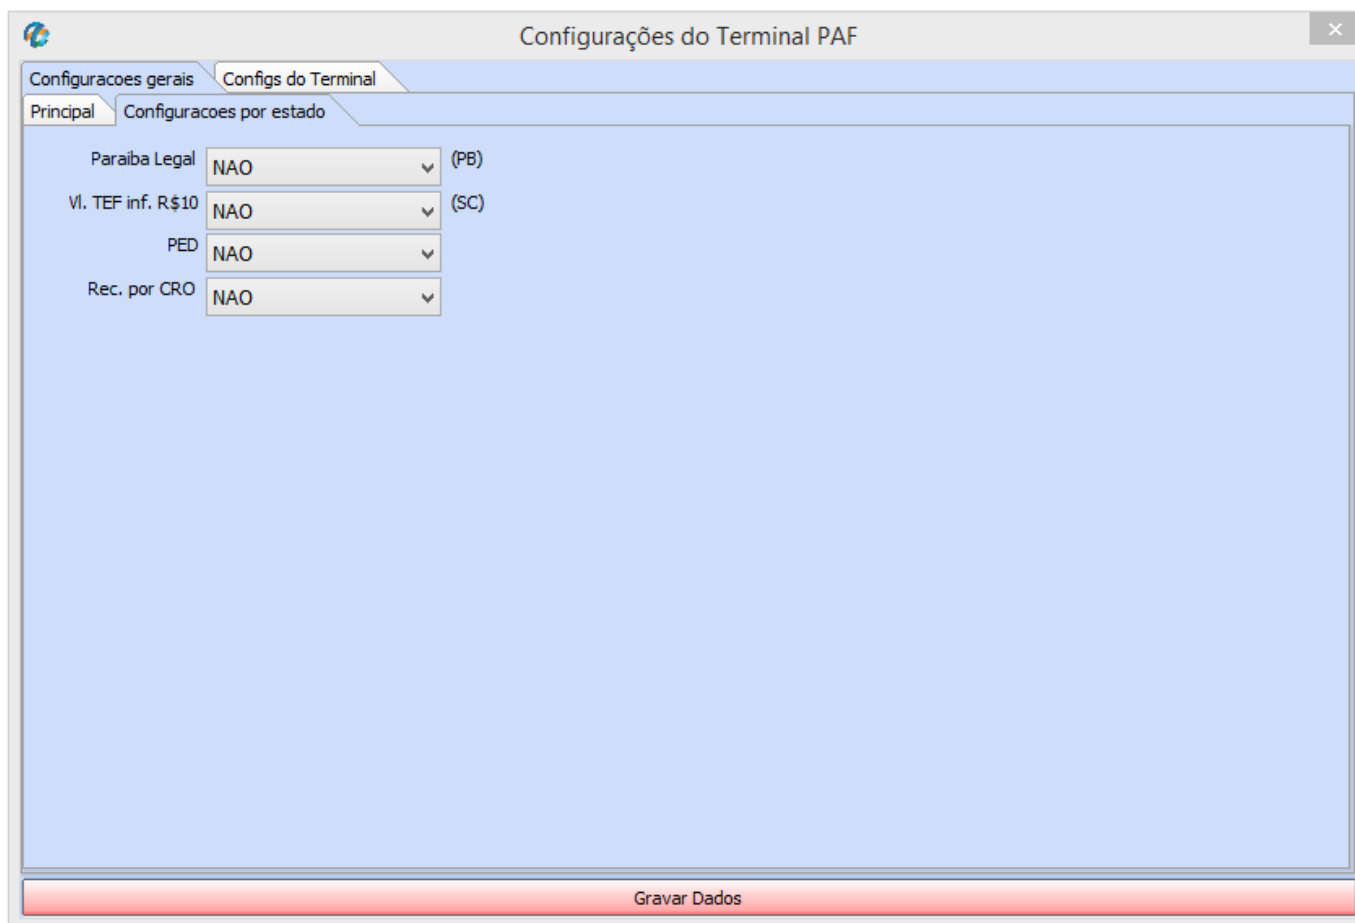 Configurações do Terminal PAF
Configuracoes gerais Configs do Terminal
Principal Configuracoes por estado
Paraiba Legal NAO (PB)
Vl. TEF inf. R$10 NAO (SC)
PED NAO
Rec. por CRO NAO
Gravar Dados